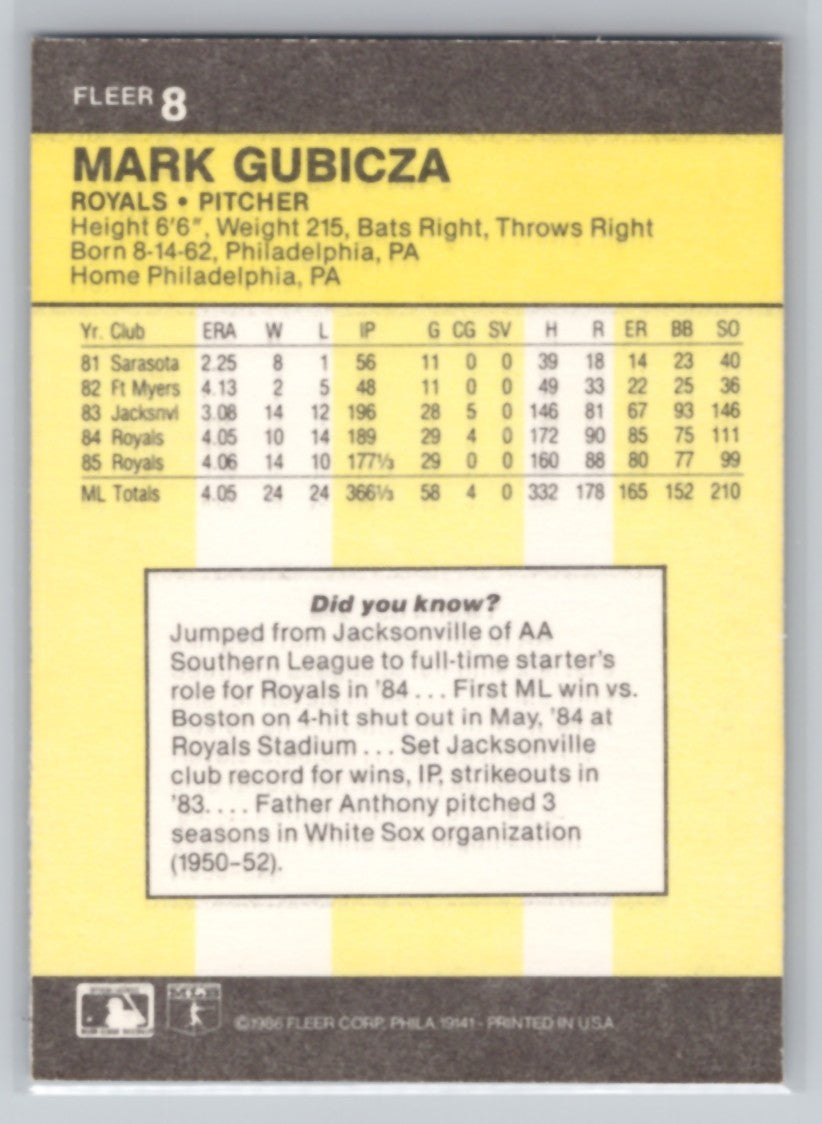 FLEER 8
MARK GUBICZA
ROYALS • PITCHER
Height 6'6", Weight 215, Bats Right, Throws Right
Born 8-14-62, Philadelphia, PA
Home Philadelphia, PA
Yr. Club ERA W L IP G CG SV H R ER BB SO
81 Sarasota 2.25 8 1 56 11 0 0 39 18 14 23 40
82 Ft Myers 4.13 2 5 48 11 0 0 49 33 22 25 36
83 Jacksnvl 3.08 14 12 196 28 5 0 146 81 67 93 146
84 Royals 4.05 10 14 189 29 4 0 172 90 85 75 111
85 Royals 4.06 14 10 177⅓ 29 0 0 160 88 80 77 99
ML Totals 4.05 24 24 366⅓ 58 4 0 332 178 165 152 210
Did you know?
Jumped from Jacksonville of AA
Southern League to full-time starter's
role for Royals in '84 . . . First ML win vs.
Boston on 4-hit shut out in May, '84 at
Royals Stadium . . . Set Jacksonville
club record for wins, IP, strikeouts in
'83. . . . Father Anthony pitched 3
seasons in White Sox organization
(1950–52).
©1986 FLEER CORP. PHILA 19141 - PRINTED IN U.S.A.